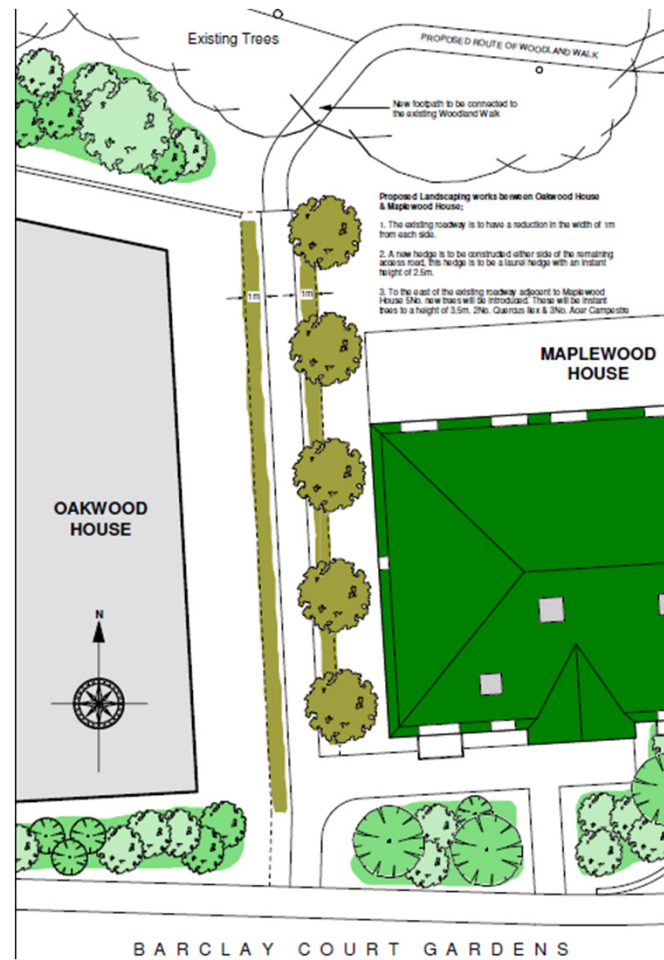 Existing Trees
PROPOSED ROUTE OF WOODLAND WALK
New footpath to be connected to
the existing Woodland Walk
Proposed Landscaping works between Oakwood House
& Maplewood House;
1. The existing roadway is to have a reduction in the width of 1m
from each side.
2. A new hedge is to be constructed either side of the remaining
access road, this hedge is to be a laurel hedge with an instant
height of 2.5m.
3. To the east of the existing roadway adjecent to Maplewood
House 5No. new trees will be introduced. These will be instant
trees to a height of 3.5m. 2No. Quercus Ilex & 3No. Acer Campestre
1m
1m
MAPLEWOOD
HOUSE
OAKWOOD
HOUSE
N
BARCLAY COURT GARDENS